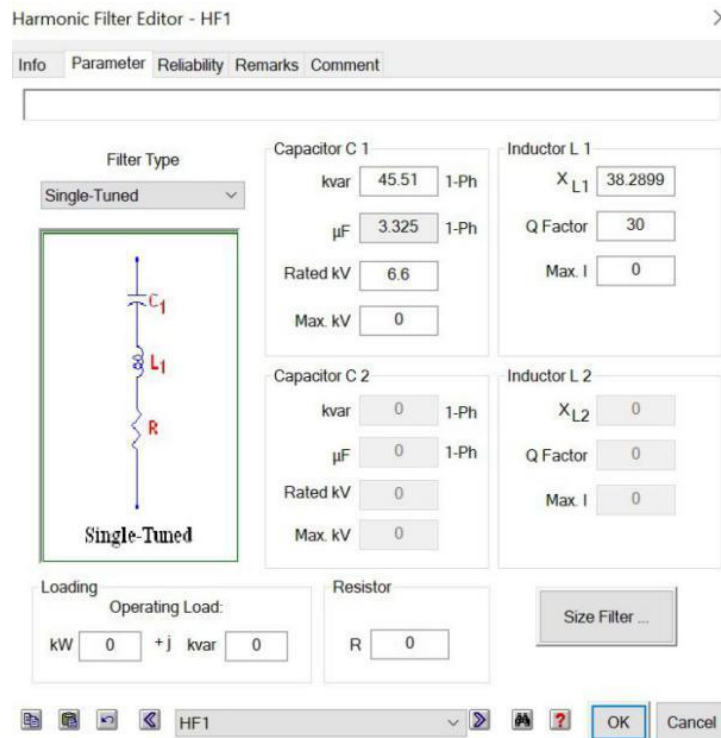 Harmonic Filter Editor - HF1
Info Parameter Reliability Remarks Comment
Filter Type
Single-Tuned
C1
L1
R
Single-Tuned
Capacitor C 1
kvar 45.51 1-Ph
µF 3.325 1-Ph
Rated kV 6.6
Max. kV 0
Inductor L 1
XL1 38.2899
Q Factor 30
Max. I 0
Capacitor C 2
kvar 0 1-Ph
µF 0 1-Ph
Rated kV 0
Max. kV 0
Inductor L 2
XL2 0
Q Factor 0
Max. I 0
Loading
Operating Load:
kW 0 +j kvar 0
Resistor
R 0
Size Filter ...
HF1
? OK Cancel